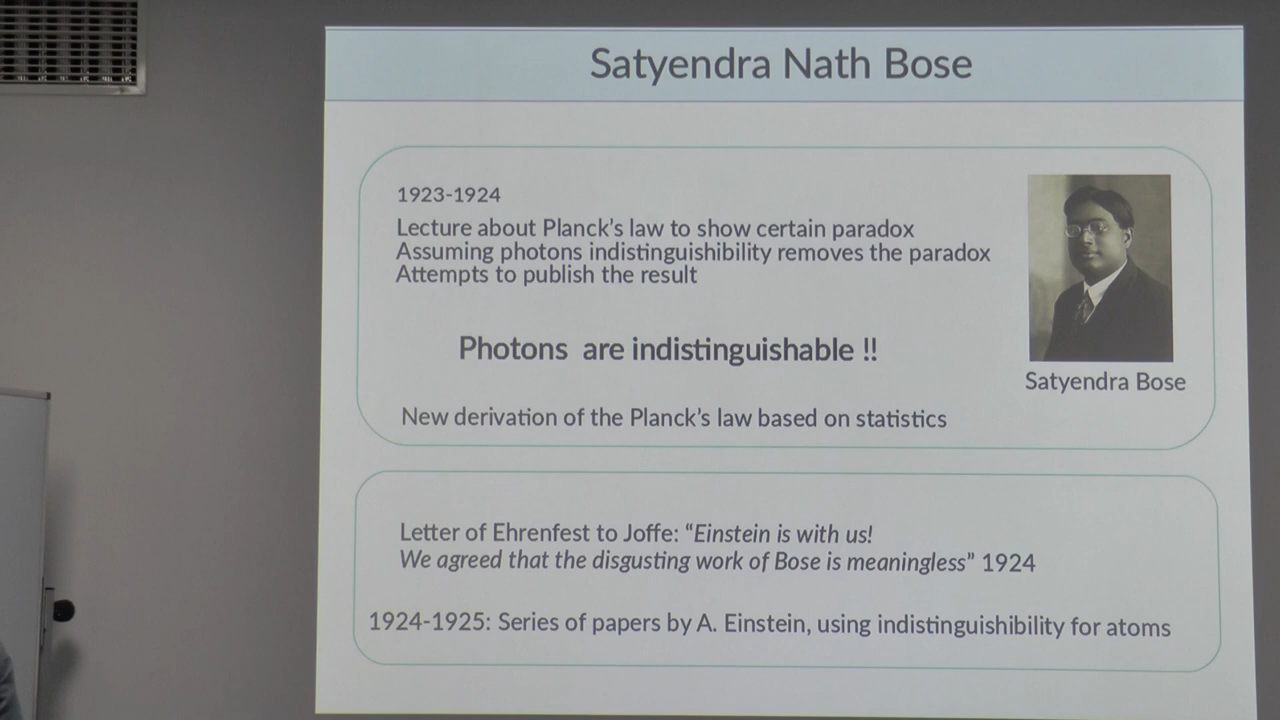 Satyendra Nath Bose
1923-1924
Lecture about Planck's law to show certain paradox
Assuming photons indistinguishibility removes the paradox
Attempts to publish the result
Photons are indistinguishable !!
Satyendra Bose
New derivation of the Planck's law based on statistics
Letter of Ehrenfest to Joffe: “Einstein is with us!
We agreed that the disgusting work of Bose is meaningless” 1924
1924-1925: Series of papers by A. Einstein, using indistinguishibility for atoms